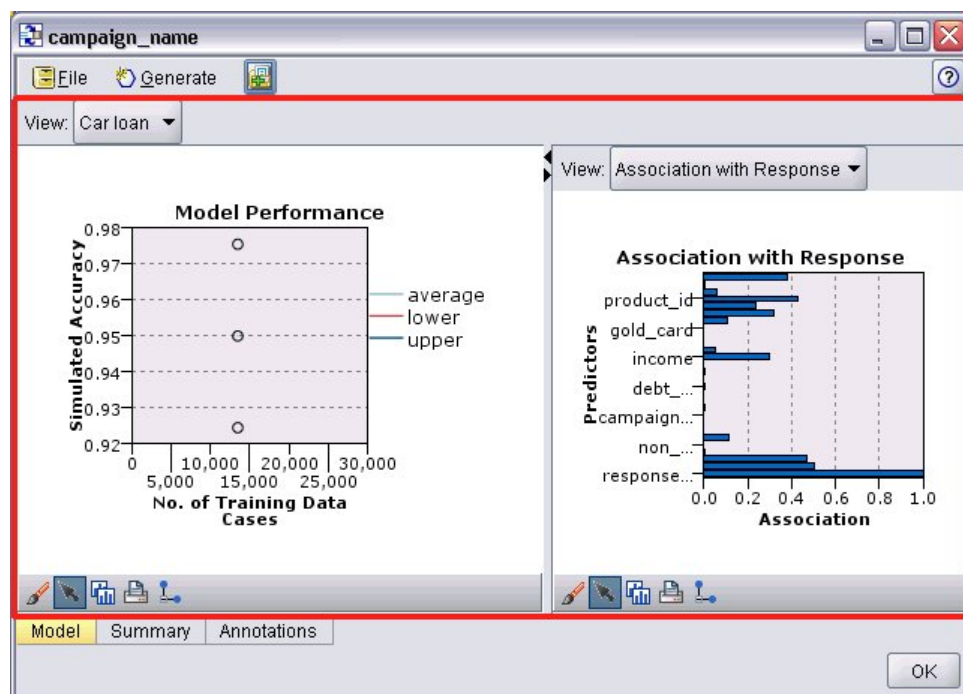 campaign_name
File Generate
View: Car loan
Model Performance
Simulated Accuracy
0.98
0.97
0.96
0.95
0.94
0.93
0.92
0 10,000 20,000 30,000
5,000 15,000 25,000
No. of Training Data
Cases
average
lower
upper
View: Association with Response
Association with Response
Predictors
product_id
gold_card
income
debt_...
campaign...
non_...
response...
0.0 0.2 0.4 0.6 0.8 1.0
Association
Model Summary Annotations
OK